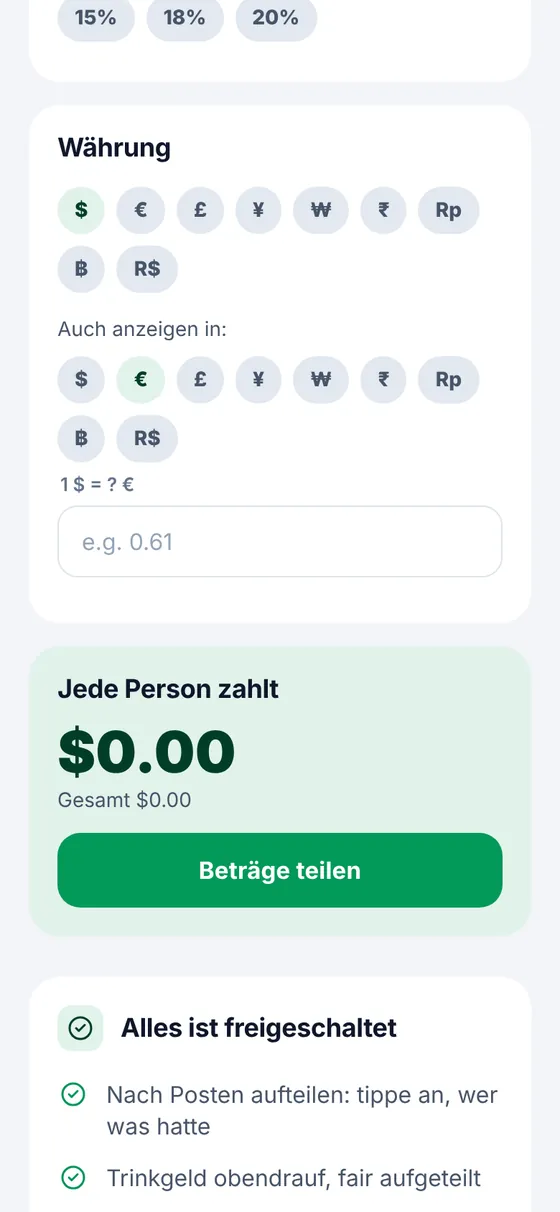 15% 18% 20%
Währung
$ € £ ¥ ₩ ₹ Rp
฿ R$
Auch anzeigen in:
$ € £ ¥ ₩ ₹ Rp
฿ R$
1 $ = ? €
e.g. 0.61
Jede Person zahlt
$0.00
Gesamt $0.00
Beträge teilen
Alles ist freigeschaltet
Nach Posten aufteilen: tippe an, wer
was hatte
Trinkgeld obendrauf, fair aufgeteilt